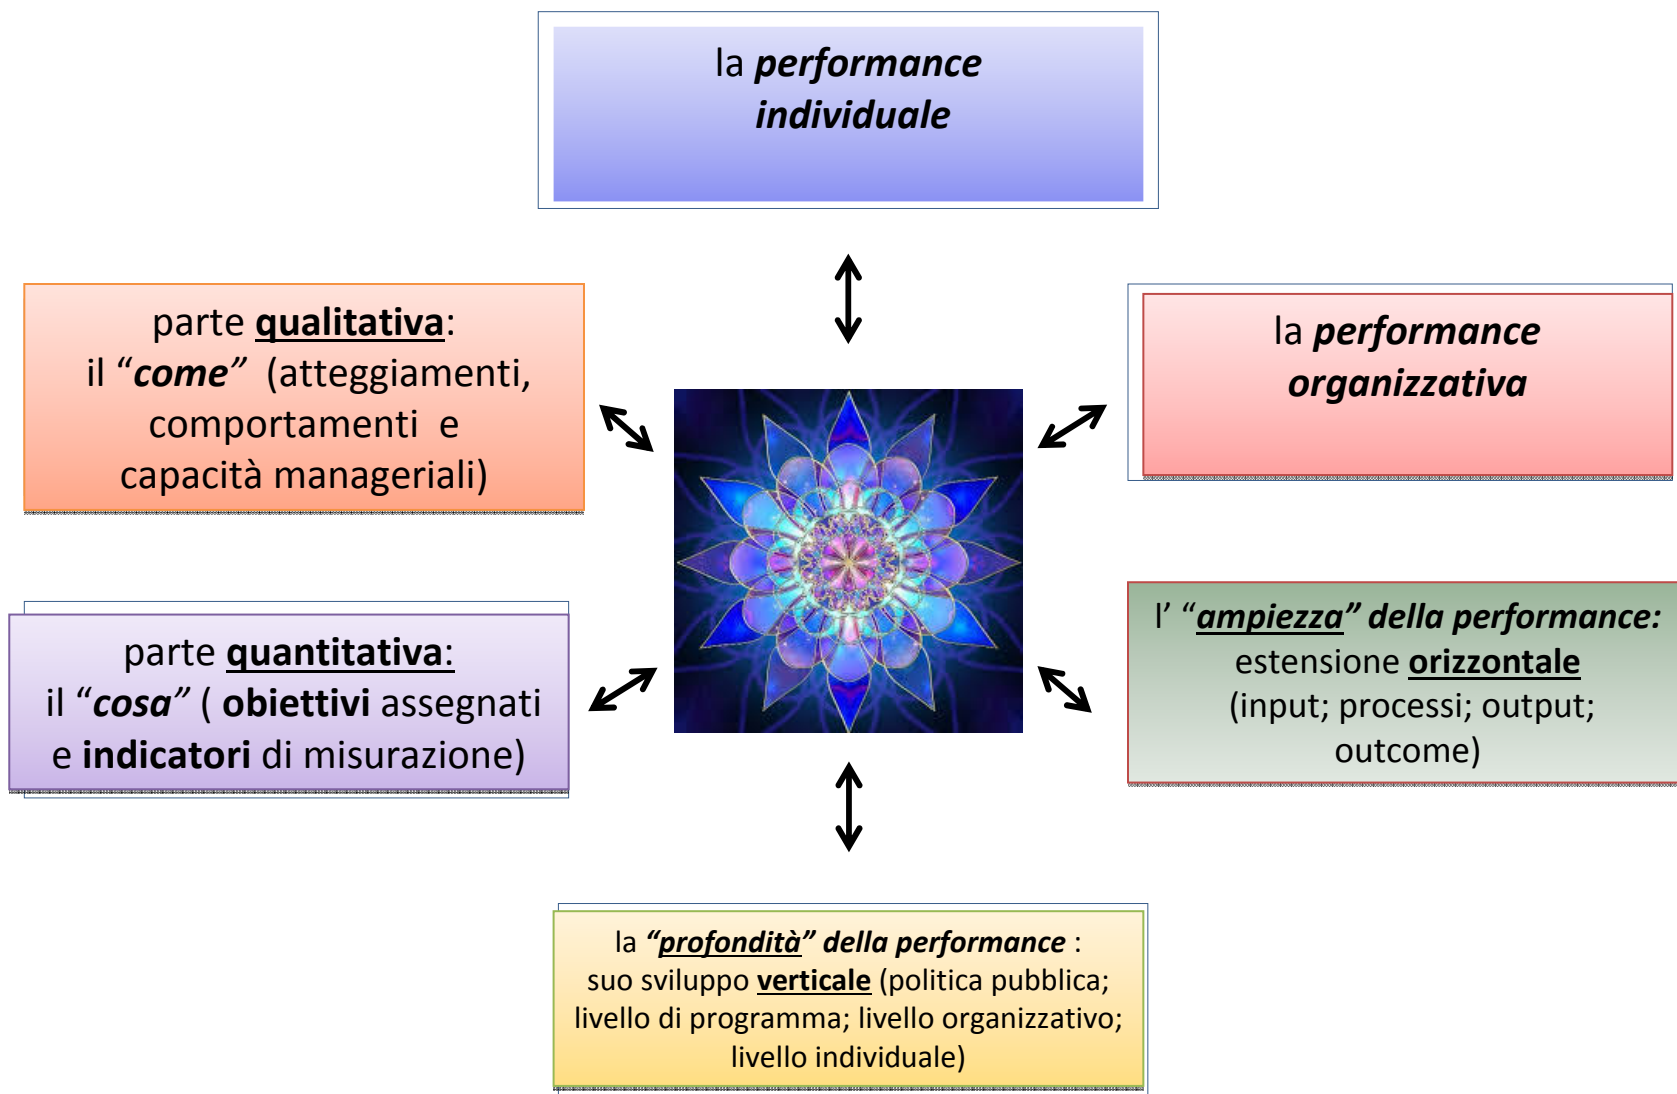 la performance
individuale
parte qualitativa:
il “come” (atteggiamenti,
comportamenti e
capacità manageriali)
la performance
organizzativa
parte quantitativa:
il “cosa” ( obiettivi assegnati
e indicatori di misurazione)
l’ “ampiezza” della performance:
estensione orizzontale
(input; processi; output;
outcome)
la “profondità” della performance :
suo sviluppo verticale (politica pubblica;
livello di programma; livello organizzativo;
livello individuale)